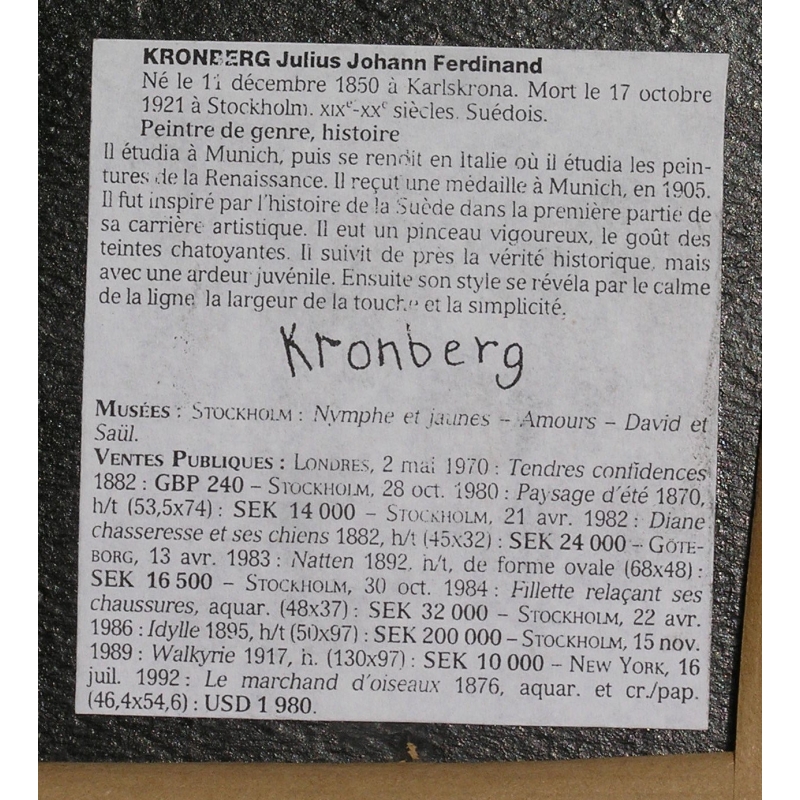 KRONBERG Julius Johann Ferdinand
Né le 11 décembre 1850 à Karlskrona. Mort le 17 octobre
1921 à Stockholm. XIXe-XXe siècles. Suédois.
Peintre de genre, histoire
Il étudia à Munich, puis se rendit en Italie où il étudia les pein-
tures de la Renaissance. Il reçut une médaille à Munich, en 1905.
Il fut inspiré par l'histoire de la Suède dans la première partie de
sa carrière artistique. Il eut un pinceau vigoureux, le goût des
teintes chatoyantes. Il suivit de près la vérité historique, mais
avec une ardeur juvénile. Ensuite son style se révéla par le calme
de la ligne, la largeur de la touche et la simplicité.
Kronberg
MUSÉES : STOCKHOLM : Nymphe et jaunes – Amours – David et
Saül.
VENTES PUBLIQUES : LONDRES, 2 mai 1970 : Tendres confidences
1882 : GBP 240 – STOCKHOLM, 28 oct. 1980 : Paysage d'été 1870,
h/t (53,5x74) : SEK 14 000 – STOCKHOLM, 21 avr. 1982 : Diane
chasseresse et ses chiens 1882, h/t (45x32) : SEK 24 000 – GÖTE-
BORG, 13 avr. 1983 : Natten 1892, h/t, de forme ovale (68x48) :
SEK 16 500 – STOCKHOLM, 30 oct. 1984 : Fillette relaçant ses
chaussures, aquar. (48x37) : SEK 32 000 – STOCKHOLM, 22 avr.
1986 : Idylle 1895, h/t (50x97) : SEK 200 000 – STOCKHOLM, 15 nov.
1989 : Walkyrie 1917, h. (130x97) : SEK 10 000 – NEW YORK, 16
juil. 1992 : Le marchand d'oiseaux 1876, aquar. et cr./pap.
(46,4x54,6) : USD 1 980.